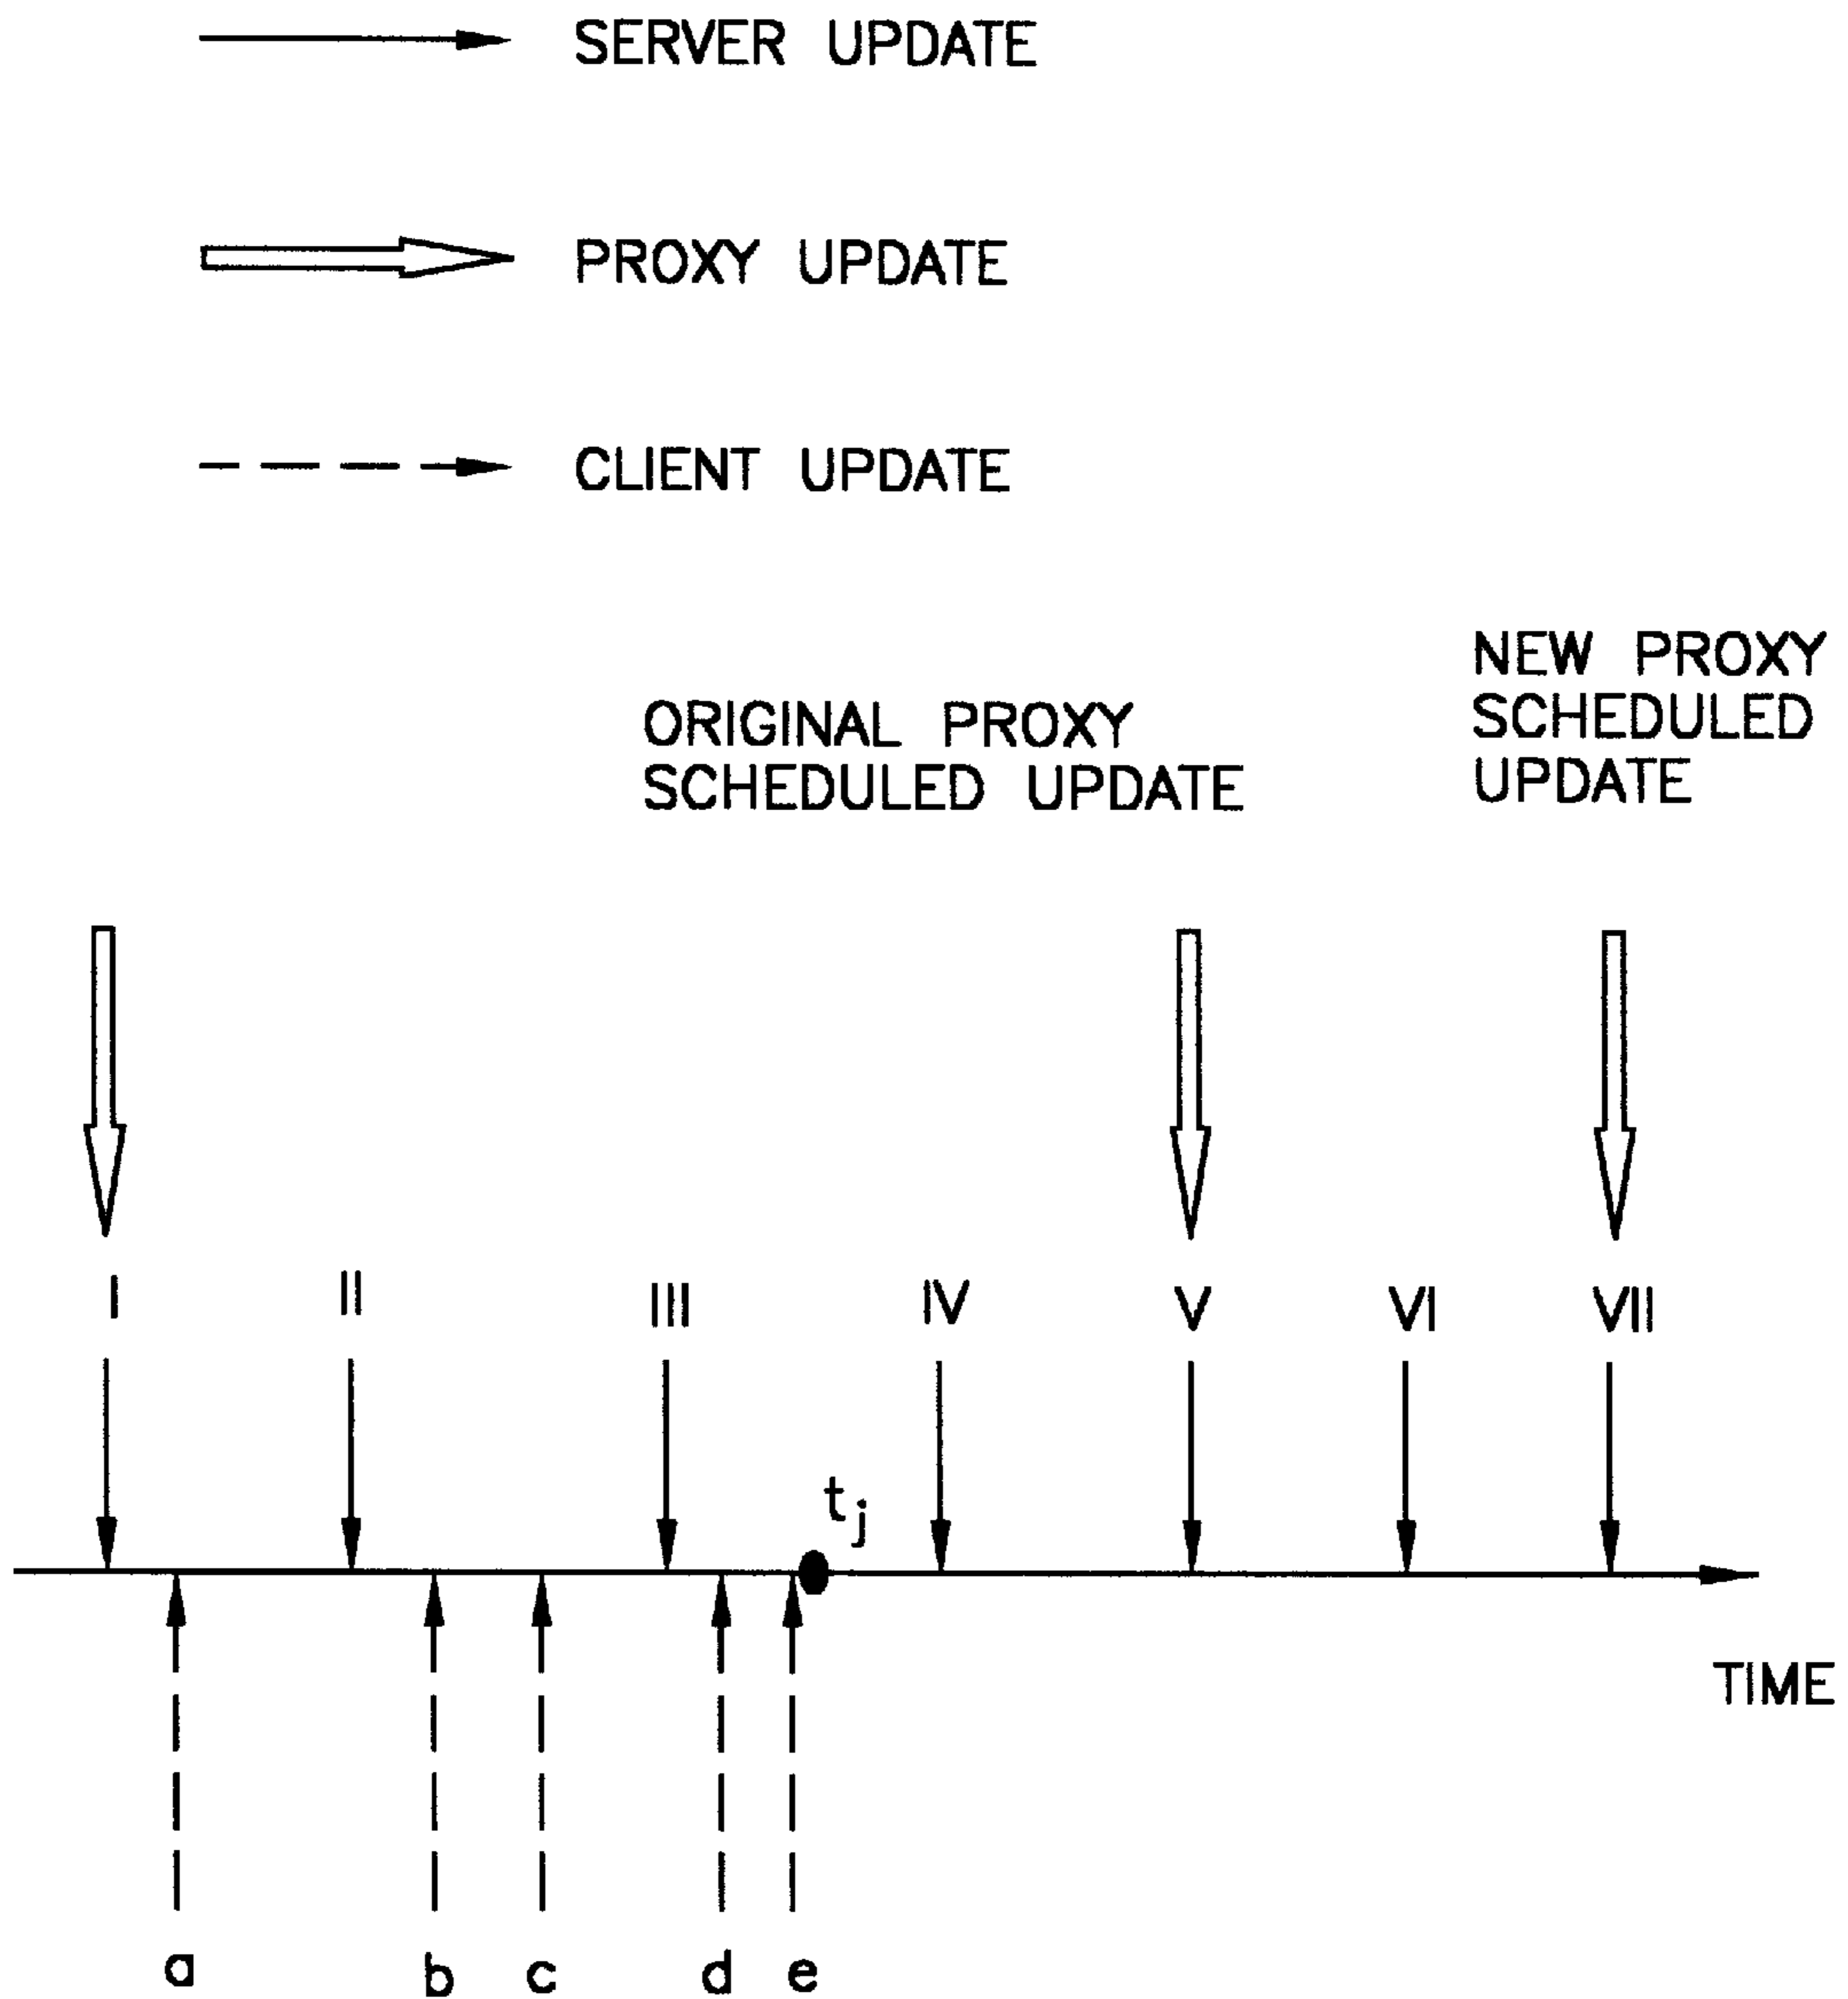 SERVER UPDATE
PROXY UPDATE
CLIENT UPDATE
ORIGINAL PROXY
SCHEDULED UPDATE
NEW PROXY
SCHEDULED
UPDATE
I II III IV V VI VII
tj
TIME
a b c d e